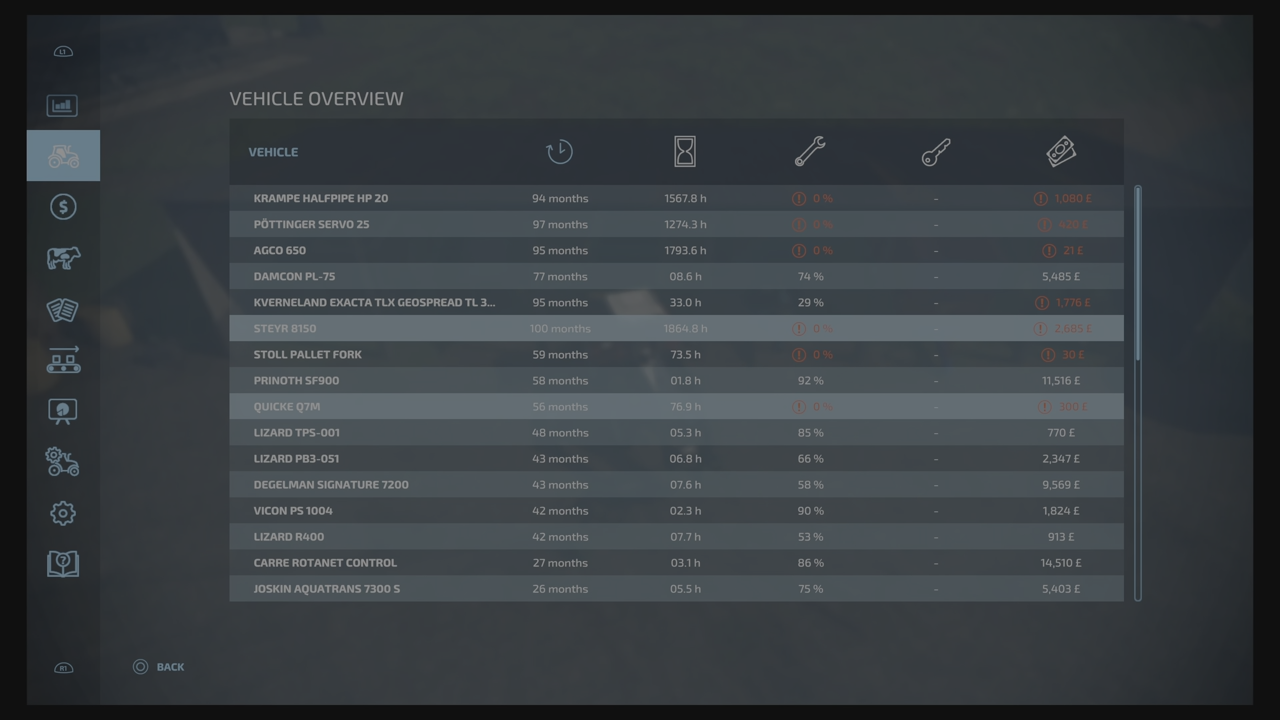 L1
VEHICLE OVERVIEW
VEHICLE
KRAMPE HALFPIPE HP 20 94 months 1567.8 h 0 % - 1,080 £
PÖTTINGER SERVO 25 97 months 1274.3 h 0 % - 420 £
AGCO 650 95 months 1793.6 h 0 % - 21 £
DAMCON PL-75 77 months 08.6 h 74 % - 5,485 £
KVERNELAND EXACTA TLX GEOSPREAD TL 3... 95 months 33.0 h 29 % - 1,776 £
STEYR 8150 100 months 1864.8 h 0 % - 2,685 £
STOLL PALLET FORK 59 months 73.5 h 0 % - 30 £
PRINOTH SF900 58 months 01.8 h 92 % - 11,516 £
QUICKE Q7M 56 months 76.9 h 0 % - 300 £
LIZARD TPS-001 48 months 05.3 h 85 % - 770 £
LIZARD PB3-051 43 months 06.8 h 66 % - 2,347 £
DEGELMAN SIGNATURE 7200 43 months 07.6 h 58 % - 9,569 £
VICON PS 1004 42 months 02.3 h 90 % - 1,824 £
LIZARD R400 42 months 07.7 h 53 % - 913 £
CARRE ROTANET CONTROL 27 months 03.1 h 86 % - 14,510 £
JOSKIN AQUATRANS 7300 S 26 months 05.5 h 75 % - 5,403 £
R1
BACK